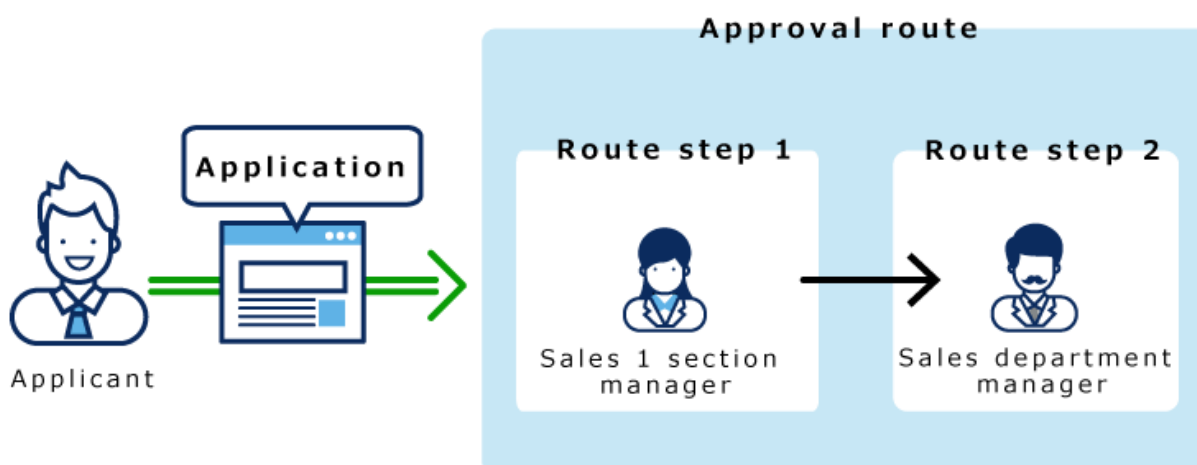 Approval route
Application
Route step 1
Route step 2
Applicant
Sales 1 section
manager
Sales department
manager